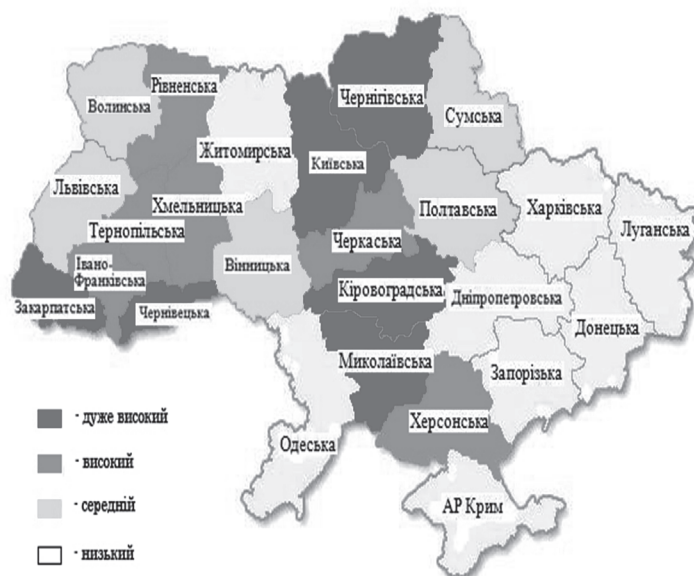 Рівненська
Волинська
Чернігівська
Сумська
Житомирська
Київська
Львівська
Хмельницька
Полтавська
Харківська
Луганська
Тернопільська
Черкаська
Вінницька
Івано-
Франківська
Кіровоградська
Дніпропетровська
Закарпатська
Чернівецька
Донецька
Миколаївська
Запорізька
Херсонська
Одеська
АР Крим
- дуже високий
- високий
- середній
- низький